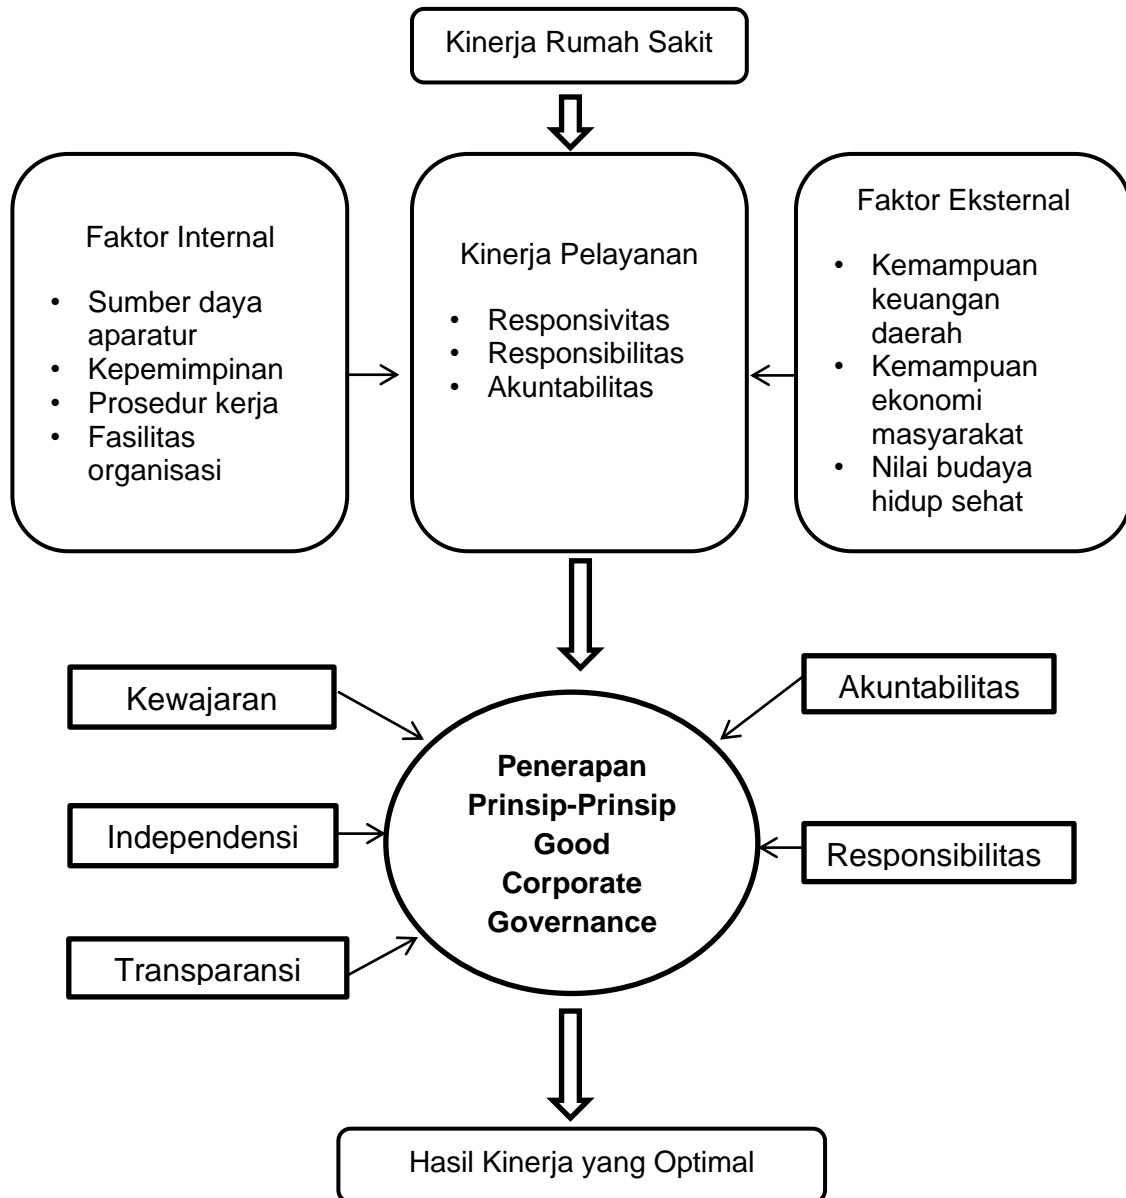 Kinerja Rumah Sakit
Faktor Internal
• Sumber daya
aparatur
• Kepemimpinan
• Prosedur kerja
• Fasilitas
organisasi
Kinerja Pelayanan
• Responsivitas
• Responsibilitas
• Akuntabilitas
Faktor Eksternal
• Kemampuan
keuangan
daerah
• Kemampuan
ekonomi
masyarakat
• Nilai budaya
hidup sehat
Kewajaran
Independensi
Transparansi
Penerapan
Prinsip-Prinsip
Good
Corporate
Governance
Akuntabilitas
Responsibilitas
Hasil Kinerja yang Optimal